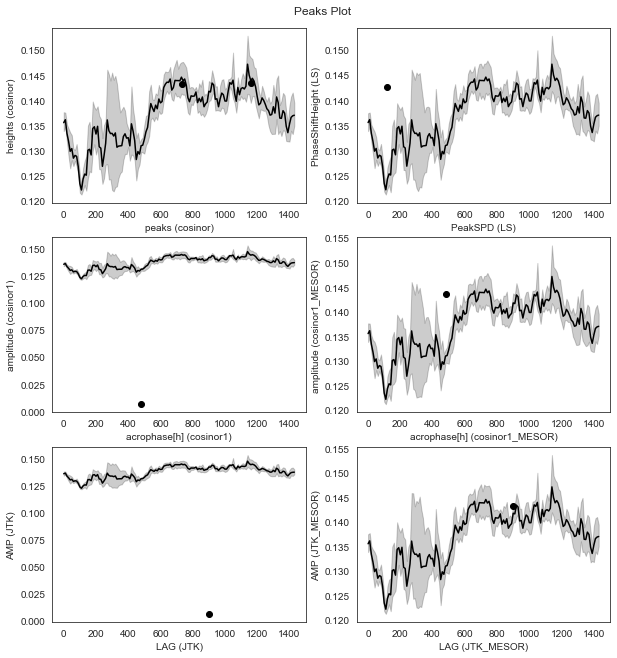 Peaks Plot
heights (cosinor)
0.150
0.145
0.140
0.135
0.130
0.125
0.120
0 200 400 600 800 1000 1200 1400
peaks (cosinor)
PhaseShiftHeight (LS)
0.150
0.145
0.140
0.135
0.130
0.125
0.120
0 200 400 600 800 1000 1200 1400
PeakSPD (LS)
amplitude (cosinor1)
0.150
0.125
0.100
0.075
0.050
0.025
0.000
0 200 400 600 800 1000 1200 1400
acrophase[h] (cosinor1)
amplitude (cosinor1_MESOR)
0.155
0.150
0.145
0.140
0.135
0.130
0.125
0.120
0 200 400 600 800 1000 1200 1400
acrophase[h] (cosinor1_MESOR)
AMP (JTK)
0.150
0.125
0.100
0.075
0.050
0.025
0.000
0 200 400 600 800 1000 1200 1400
LAG (JTK)
AMP (JTK_MESOR)
0.155
0.150
0.145
0.140
0.135
0.130
0.125
0.120
0 200 400 600 800 1000 1200 1400
LAG (JTK_MESOR)